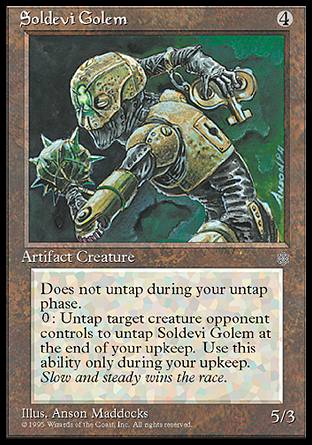 Soldevi Golem 4
Artifact Creature
Does not untap during your untap
phase.
0: Untap target creature opponent
controls to untap Soldevi Golem at
the end of your upkeep. Use this
ability only during your upkeep.
Slow and steady wins the race.
Illus. Anson Maddocks
5/3
© 1995 Wizards of the Coast, Inc. All rights reserved.